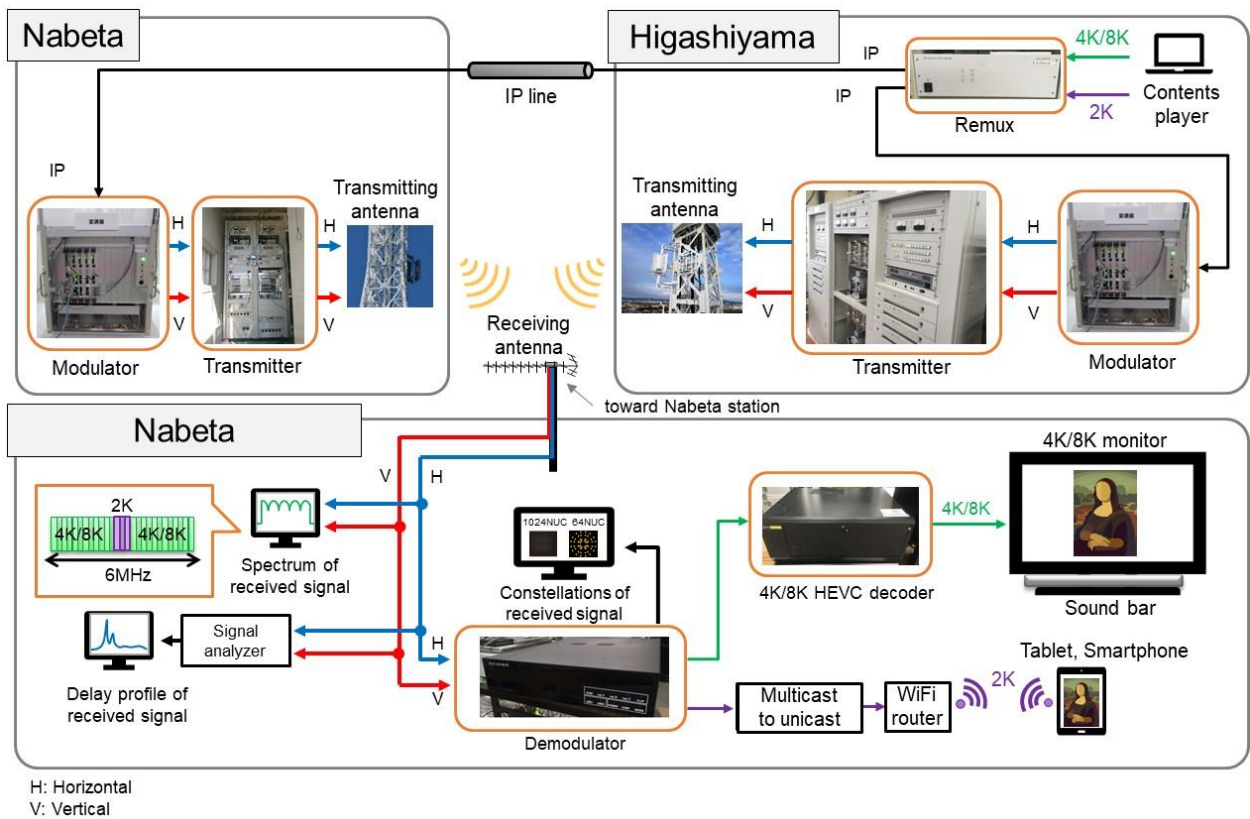 Nabeta
Higashiyama
IP line
IP
IP
4K/8K
2K
Remux
Contents
player
IP
H
V
H
V
Transmitting
antenna
Modulator
Transmitter
Transmitting
antenna
H
V
H
V
Transmitter
Modulator
Receiving
antenna
toward Nabeta station
Nabeta
V
H
2K
4K/8K
4K/8K
6MHz
Spectrum of
received signal
1024NUC 64NUC
Constellations of
received signal
4K/8K HEVC decoder
4K/8K
4K/8K monitor
Sound bar
Signal
analyzer
Delay profile of
received signal
H
V
Demodulator
Multicast
to unicast
WiFi
router
2K
Tablet, Smartphone
H: Horizontal
V: Vertical